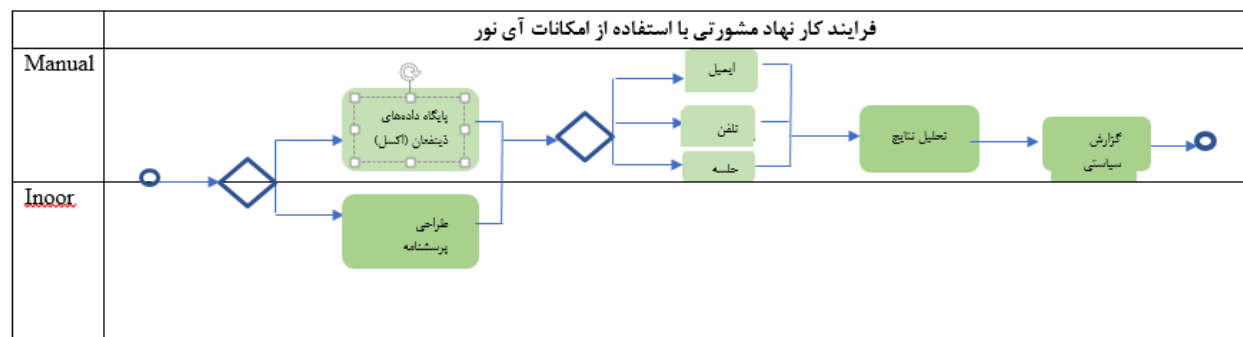 فرایند کار نهاد مشورتی با استفاده از امکانات آی نور
Manual
پایگاه داده‌های
ذینفعان (اکسل)
ایمیل
تلفن
جلسه
تحلیل نتایج
گزارش
سیاستی
Inoor
طراحی
پرسشنامه